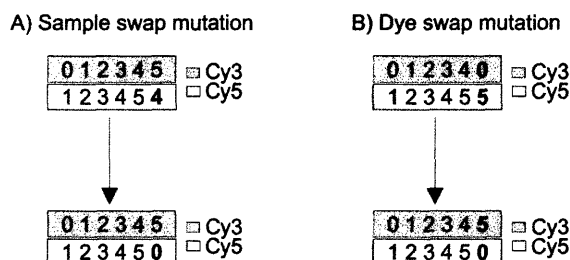 A) Sample swap mutation
0 1 2 3 4 5 Cy3
1 2 3 4 5 4 Cy5
0 1 2 3 4 5 Cy3
1 2 3 4 5 0 Cy5
B) Dye swap mutation
0 1 2 3 4 0 Cy3
1 2 3 4 5 5 Cy5
0 1 2 3 4 5 Cy3
1 2 3 4 5 0 Cy5